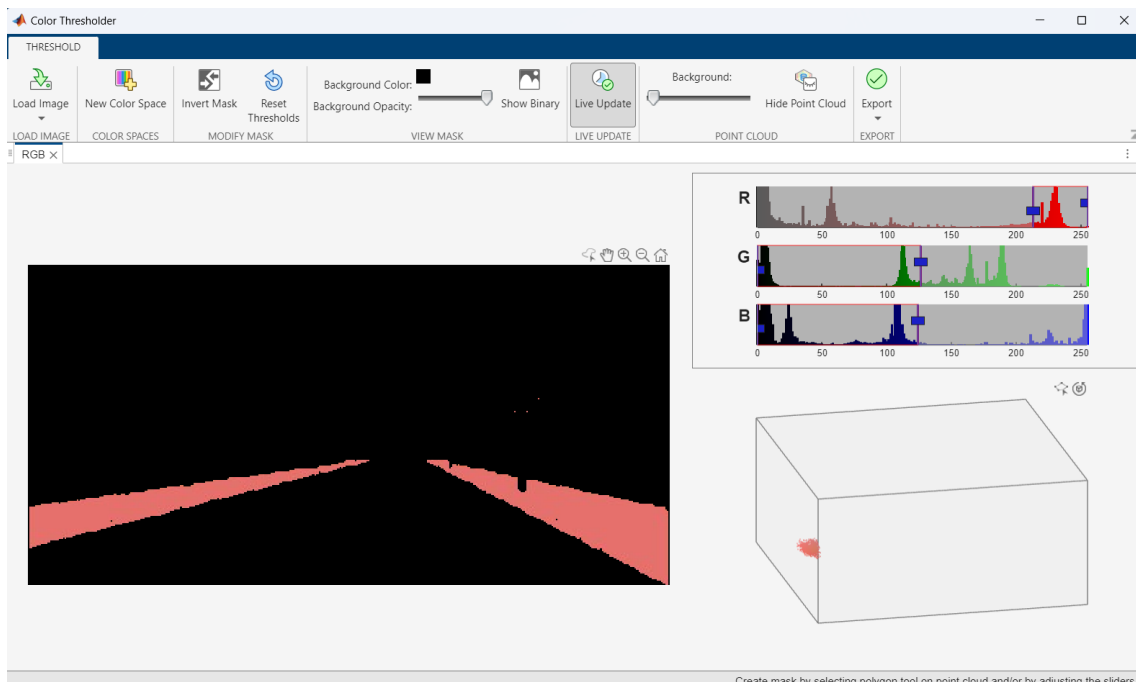 Color Thresholder
THRESHOLD
Load Image
New Color Space
Invert Mask
Reset
Thresholds
Background Color:
Background Opacity:
Show Binary
Live Update
Background:
Hide Point Cloud
Export
LOAD IMAGE
COLOR SPACES
MODIFY MASK
VIEW MASK
LIVE UPDATE
POINT CLOUD
EXPORT
RGB
R
0 50 100 150 200 250
G
0 50 100 150 200 250
B
0 50 100 150 200 250
Create mask by selecting polygon tool on point cloud and/or by adjusting the sliders